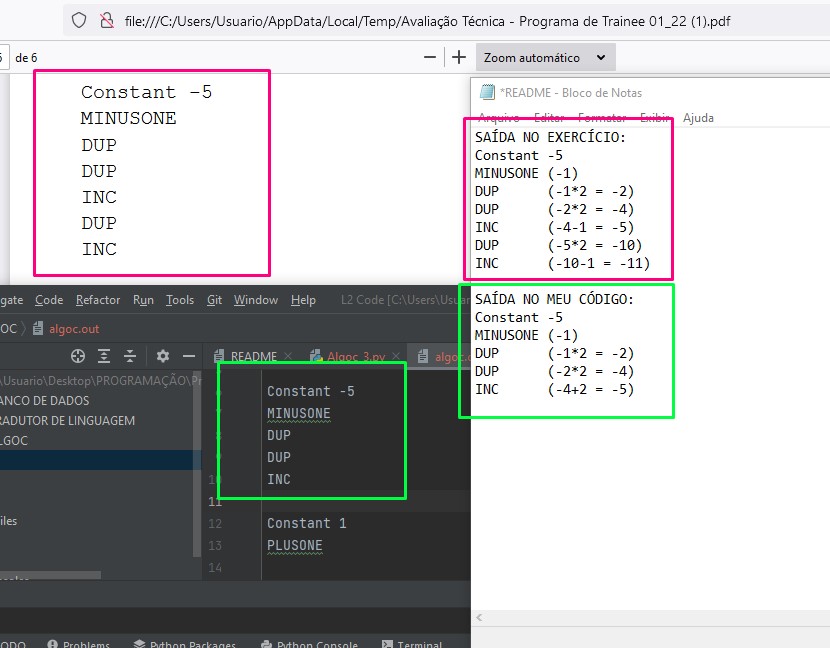 file:///C:/Users/Usuario/AppData/Local/Temp/Avaliação Técnica - Programa de Trainee 01_22 (1).pdf
de 6
Zoom automático
Constant -5
MINUSONE
DUP
DUP
INC
DUP
INC
*README - Bloco de Notas
Arquivo Editar Formatar Exibir Ajuda
SAÍDA NO EXERCÍCIO:
Constant -5
MINUSONE (-1)
DUP (-1*2 = -2)
DUP (-2*2 = -4)
INC (-4-1 = -5)
DUP (-5*2 = -10)
INC (-10-1 = -11)
SAÍDA NO MEU CÓDIGO:
Constant -5
MINUSONE (-1)
DUP (-1*2 = -2)
DUP (-2*2 = -4)
INC (-4+2 = -5)
gate Code Refactor Run Tools Git Window Help L2 Code [C:\Users\Usuar
OC algoc.out
README Algoc_3.py algoc.
\Usuario\Desktop\PROGRAMAÇÃO\Pr
ANCO DE DADOS
RADUTOR DE LINGUAGEM
LGOC
iles
Constant -5
MINUSONE
DUP
DUP
10 INC
11
12 Constant 1
13 PLUSONE
14
ODO Problems Python Packages Python Console Terminal